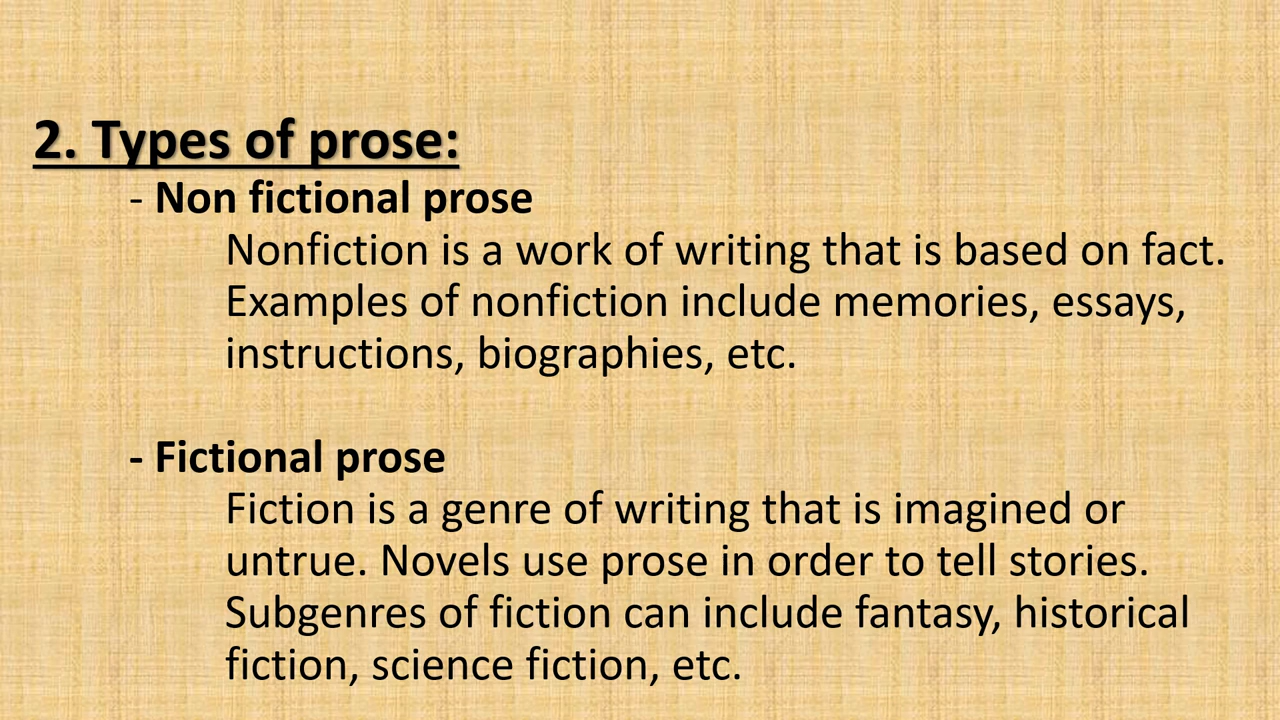 2. Types of prose:
- Non fictional prose
Nonfiction is a work of writing that is based on fact.
Examples of nonfiction include memories, essays,
instructions, biographies, etc.
- Fictional prose
Fiction is a genre of writing that is imagined or
untrue. Novels use prose in order to tell stories.
Subgenres of fiction can include fantasy, historical
fiction, science fiction, etc.